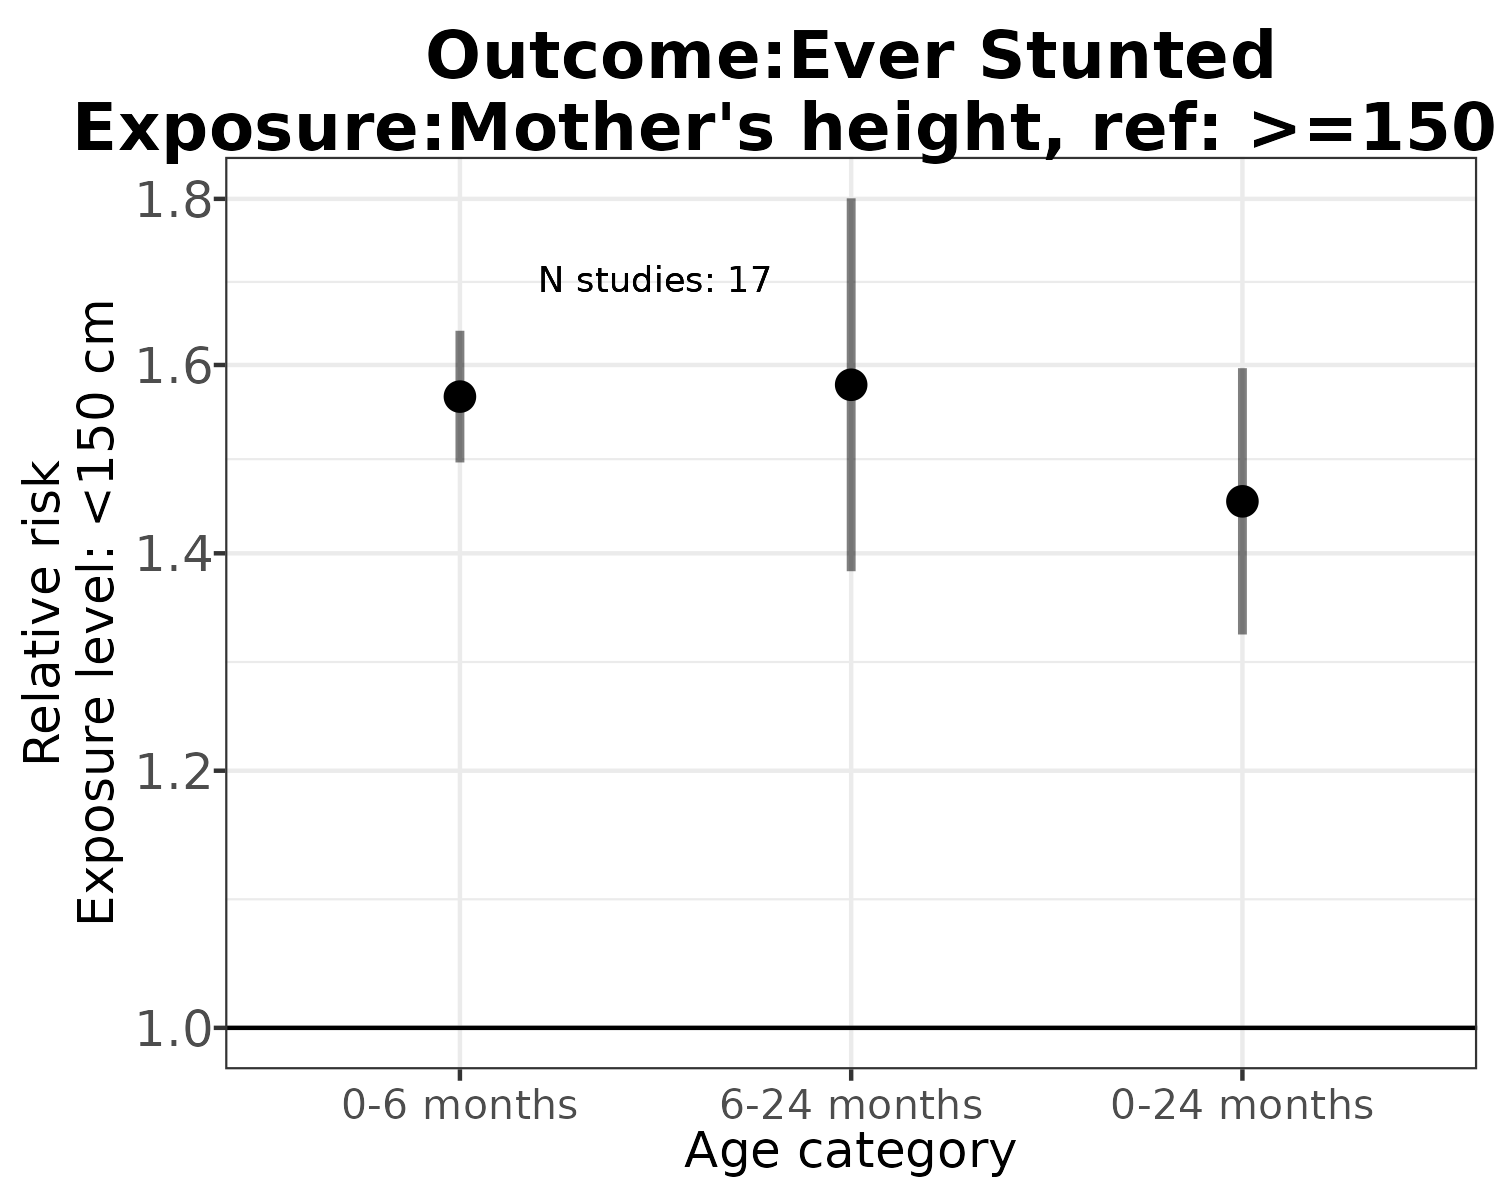 Outcome:Ever Stunted
Exposure:Mother's height, ref: >=150
Relative risk
Exposure level: <150 cm
1.8
1.6
1.4
1.2
1.0
N studies: 17
0-6 months
6-24 months
0-24 months
Age category